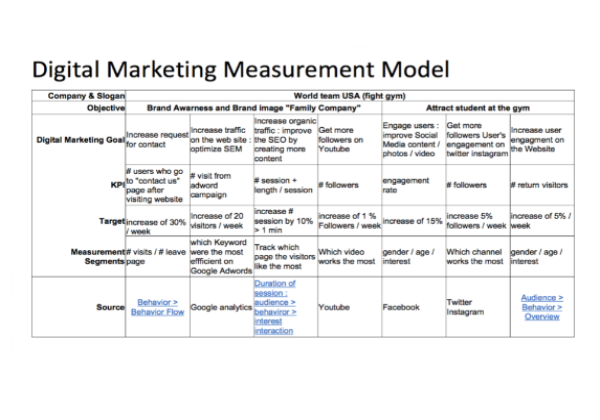 Digital Marketing Measurement Model
Company & Slogan World team USA (fight gym)
Objective Brand Awarness and Brand image "Family Company" Attract student at the gym
Digital Marketing Goal
Increase request
for contact
Increase traffic
on the web site :
optimize SEM
Increase organic
traffic : improve
the SEO by
creating more
content
Get more
followers on
Youtube
Engage users :
improve Social
Media content /
photos / video
Get more
followers User's
engagement on
twitter instagram
Increase user
engagment on
the Website
KPI
# users who go
to "contact us"
page after
visiting website
# visit from
adword
campaign
# session +
length / session
# followers
engagement
rate
# followers
# return visitors
Target
increase of 30%
/ week
increase of 20
visitors / week
increase #
session by 10%
> 1 min
increase of 1 %
Followers / week
increase of 15%
increase 5%
followers / week
increase of 5% /
week
Measurement
Segments
# visits / # leave
page
which Keyword
were the most
efficient on
Google Adwords
Track which
page the visitors
like the most
Which video
works the most
gender / age /
interest
Which channel
works the most
gender / age /
interest
Source
Behavior >
Behavior Flow
Google analytics
Duration of
session :
audience >
behaviror >
interest
interaction
Youtube
Facebook
Twitter
Instagram
Audience >
Behavior >
Overview